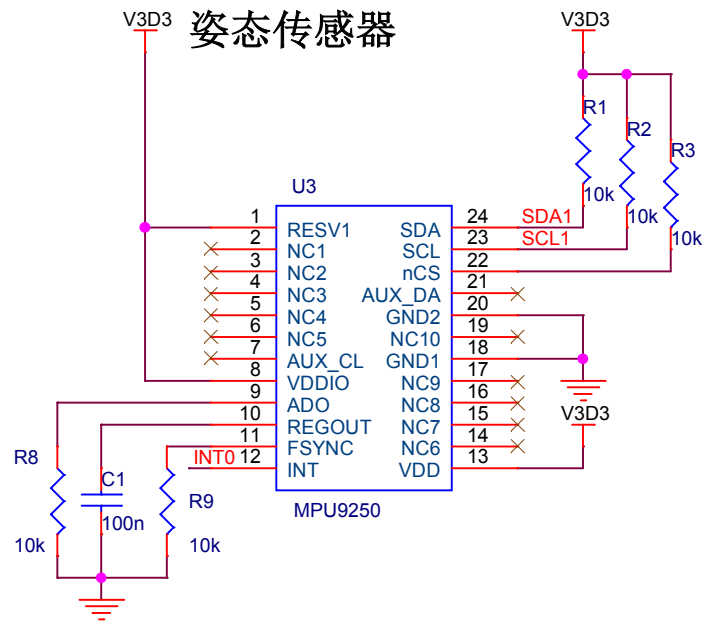 V3D3
姿态传感器
V3D3
R1
10k
R2
10k
R3
10k
U3
1
RESV1
2
NC1
3
NC2
4
NC3
5
NC4
6
NC5
7
AUX_CL
8
VDDIO
9
ADO
10
REGOUT
11
FSYNC
INT0
12
INT
24
SDA
SDA1
23
SCL
SCL1
22
nCS
21
AUX_DA
20
GND2
19
NC10
18
GND1
17
NC9
16
NC8
15
NC7
14
NC6
13
VDD
V3D3
MPU9250
R8
10k
C1
100n
R9
10k